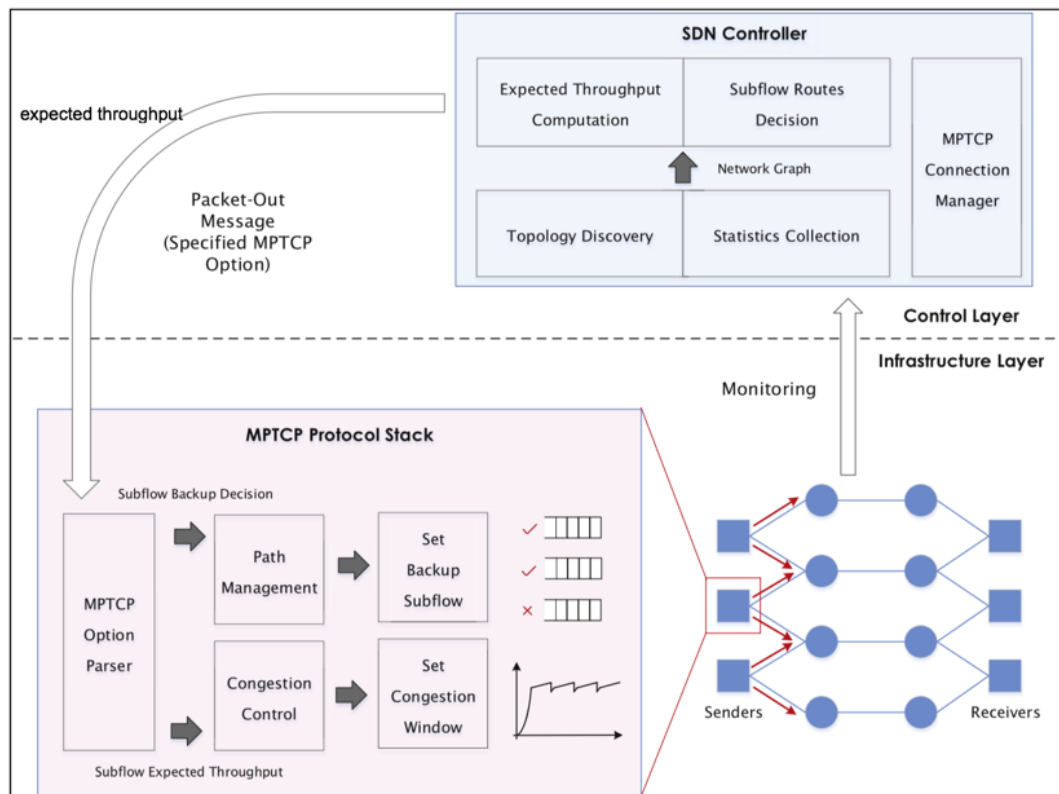 SDN Controller
expected throughput
Expected Throughput
Computation
Subflow Routes
Decision
MPTCP
Connection
Manager
Network Graph
Packet-Out
Message
(Specified MPTCP
Option)
Topology Discovery
Statistics Collection
Control Layer
Infrastructure Layer
Monitoring
MPTCP Protocol Stack
Subflow Backup Decision
MPTCP
Option
Parser
Path
Management
Set
Backup
Subflow
Congestion
Control
Set
Congestion
Window
Subflow Expected Throughput
Senders
Receivers